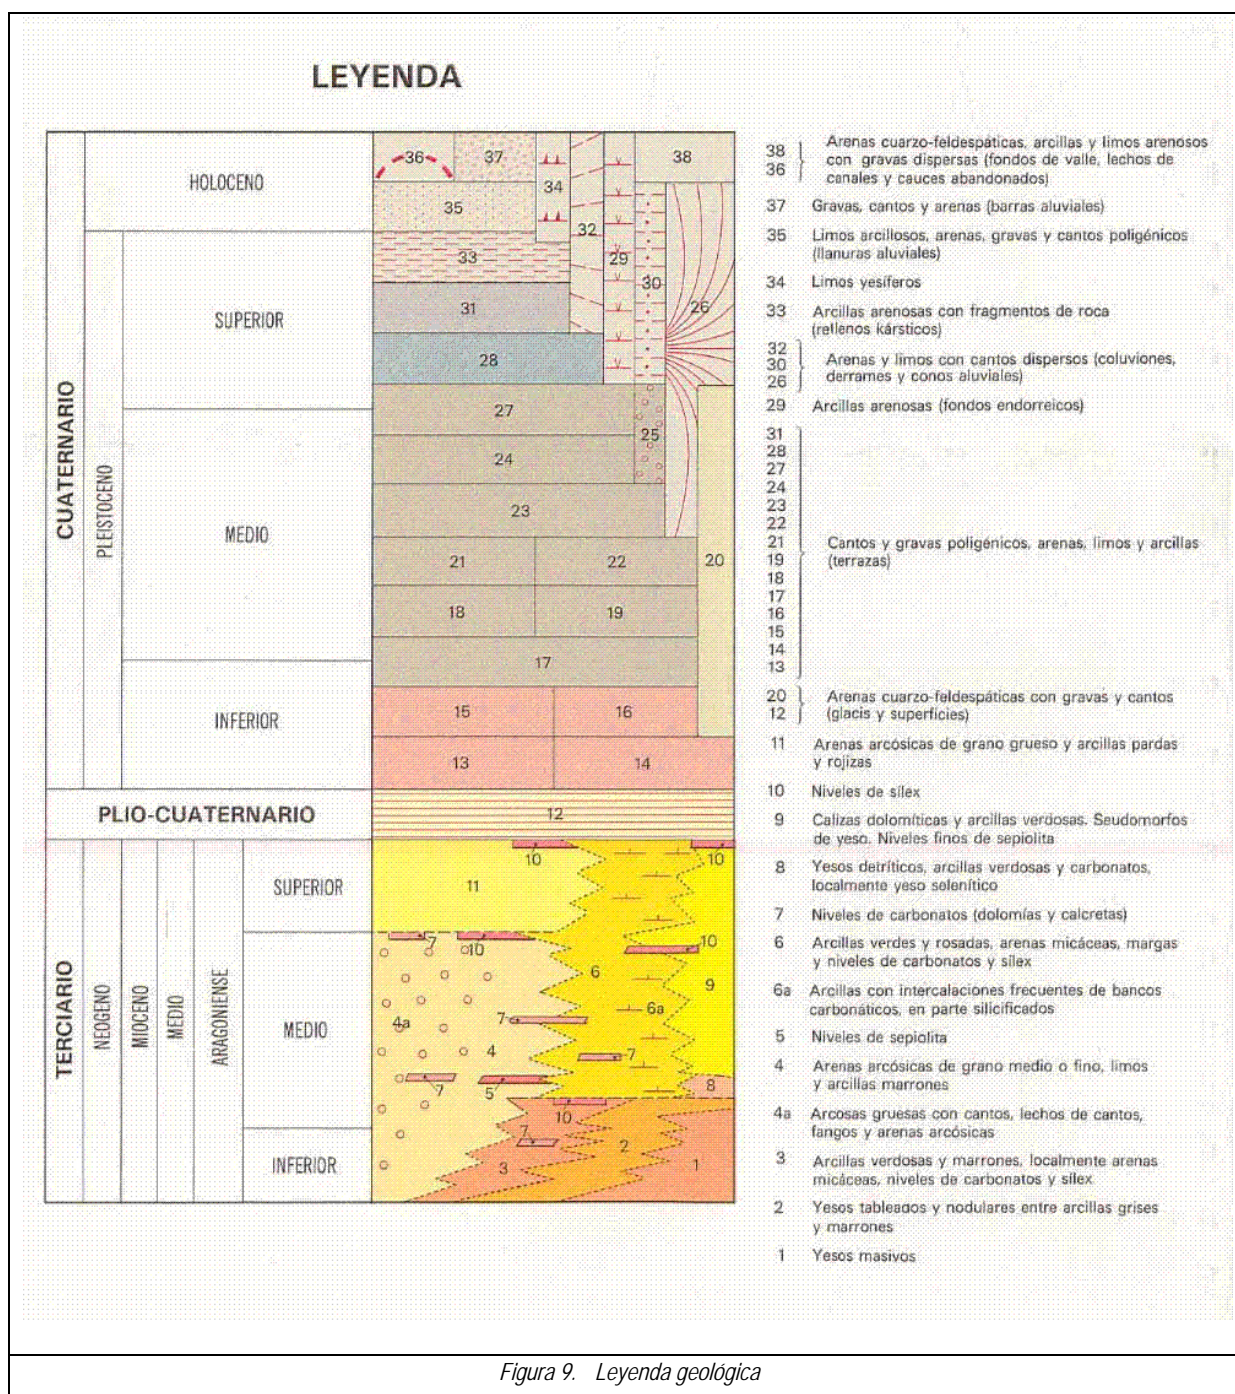 LEYENDA
CUATERNARIO
PLEISTOCENO
HOLOCENO
SUPERIOR
MEDIO
INFERIOR
PLIO-CUATERNARIO
TERCIARIO
NEOGENO
MIOCENO
MEDIO
ARAGONIENSE
SUPERIOR
MEDIO
INFERIOR
36
37
38
34
35
32
33
29
30
26
31
28
27
25
24
23
21
22
20
18
19
17
15
16
13
14
12
10
10
11
7
10
10
6
9
4a
7
6a
4
7
8
7
5
10
7
2
3
1
38
36
Arenas cuarzo-feldespáticas, arcillas y limos arenosos
con gravas dispersas (fondos de valle, lechos de
canales y cauces abandonados)
37 Gravas, cantos y arenas (barras aluviales)
35 Limos arcillosos, arenas, gravas y cantos poligénicos
(llanuras aluviales)
34 Limos yesíferos
33 Arcillas arenosas con fragmentos de roca
(rellenos kársticos)
32
30
26
Arenas y limos con cantos dispersos (coluviones,
derrames y conos aluviales)
29 Arcillas arenosas (fondos endorreicos)
31
28
27
24
23
22
21
19
18
17
16
15
14
13
Cantos y gravas poligénicos, arenas, limos y arcillas
(terrazas)
20
12
Arenas cuarzo-feldespáticas con gravas y cantos
(glacis y superficies)
11 Arenas arcósicas de grano grueso y arcillas pardas
y rojizas
10 Niveles de sílex
9 Calizas dolomíticas y arcillas verdosas. Seudomorfos
de yeso. Niveles finos de sepiolita
8 Yesos detríticos, arcillas verdosas y carbonatos,
localmente yeso selenítico
7 Niveles de carbonatos (dolomías y calcretas)
6 Arcillas verdes y rosadas, arenas micáceas, margas
y niveles de carbonatos y sílex
6a Arcillas con intercalaciones frecuentes de bancos
carbonáticos, en parte silicificados
5 Niveles de sepiolita
4 Arenas arcósicas de grano medio o fino, limos
y arcillas marrones
4a Arcosas gruesas con cantos, lechos de cantos,
fangos y arenas arcósicas
3 Arcillas verdosas y marrones, localmente arenas
micáceas, niveles de carbonatos y sílex
2 Yesos tableados y nodulares entre arcillas grises
y marrones
1 Yesos masivos
Figura 9. Leyenda geológica